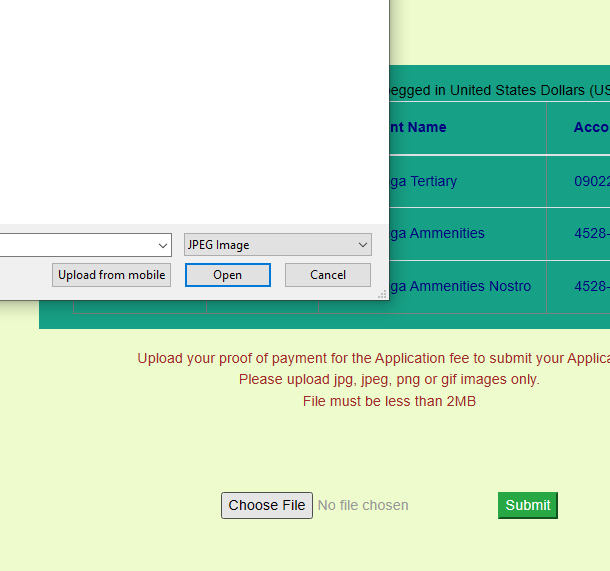 egged in United States Dollars (US
nt Name Acco
ga Tertiary 0902
ga Ammenities 4528-
ga Ammenities Nostro 4528-
JPEG Image
Upload from mobile Open Cancel
Upload your proof of payment for the Application fee to submit your Applica
Please upload jpg, jpeg, png or gif images only.
File must be less than 2MB
Choose File No file chosen Submit